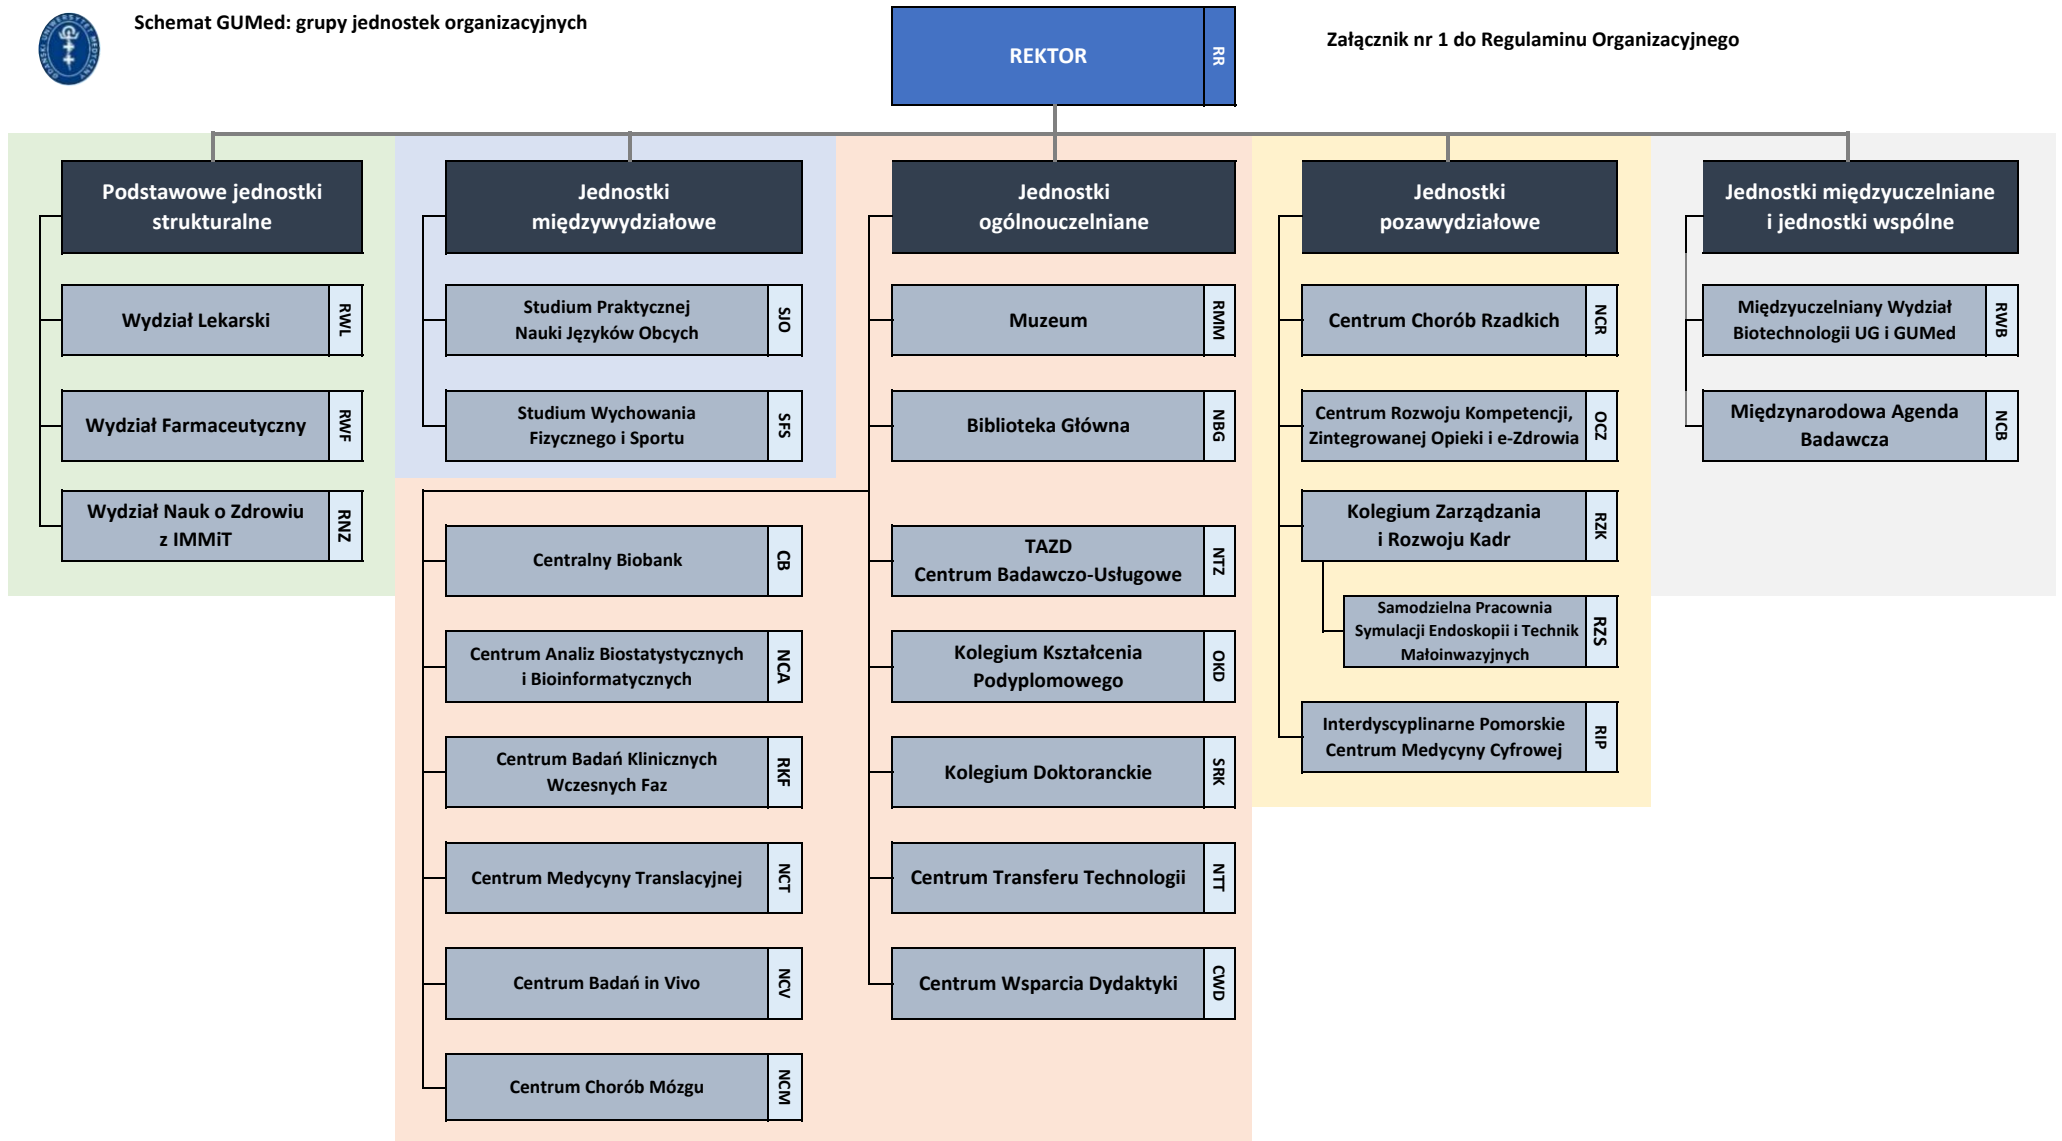 Schemat GUMed: grupy jednostek organizacyjnych
Załącznik nr 1 do Regulaminu Organizacyjnego
REKTOR
RR
Podstawowe jednostki
strukturalne
Wydział Lekarski
RWL
Wydział Farmaceutyczny
RWF
Wydział Nauk o Zdrowiu
z IMMiT
RNZ
Jednostki
międzywydziałowe
Studium Praktycznej
Nauki Języków Obcych
SJO
Studium Wychowania
Fizycznego i Sportu
SFS
Jednostki
ogólnouczelniane
Muzeum
RMM
Biblioteka Główna
NBG
Centralny Biobank
CB
Centrum Analiz Biostatystycznych
i Bioinformatycznych
NCA
Centrum Badań Klinicznych
Wczesnych Faz
RKF
Centrum Medycyny Translacyjnej
NCT
Centrum Badań in Vivo
NCV
Centrum Chorób Mózgu
NCM
TAZD
Centrum Badawczo-Usługowe
NTZ
Kolegium Kształcenia
Podyplomowego
OKD
Kolegium Doktoranckie
SRK
Centrum Transferu Technologii
NTT
Centrum Wsparcia Dydaktyki
CWD
Jednostki
pozawydziałowe
Centrum Chorób Rzadkich
NCR
Centrum Rozwoju Kompetencji,
Zintegrowanej Opieki i e-Zdrowia
OCZ
Kolegium Zarządzania
i Rozwoju Kadr
RZK
Samodzielna Pracownia
Symulacji Endoskopii i Technik
Małoinwazyjnych
RZS
Interdyscyplinarne Pomorskie
Centrum Medycyny Cyfrowej
RIP
Jednostki międzyuczelniane
i jednostki wspólne
Międzyuczelniany Wydział
Biotechnologii UG i GUMed
RWB
Międzynarodowa Agenda
Badawcza
NCB
GDAŃSKI UNIWERSYTET MEDYCZNY